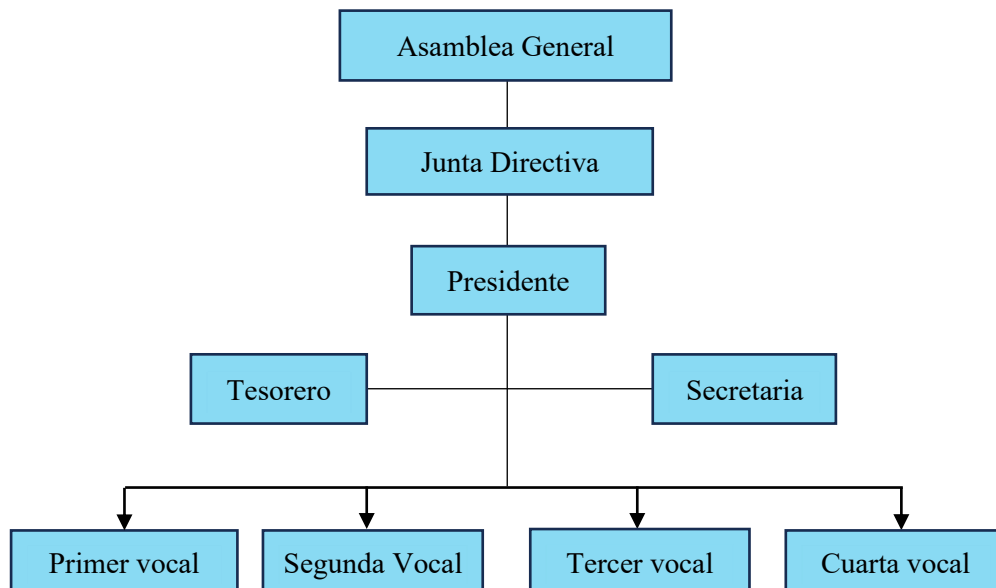 Asamblea General
Junta Directiva
Presidente
Tesorero
Secretaria
Primer vocal
Segunda Vocal
Tercer vocal
Cuarta vocal